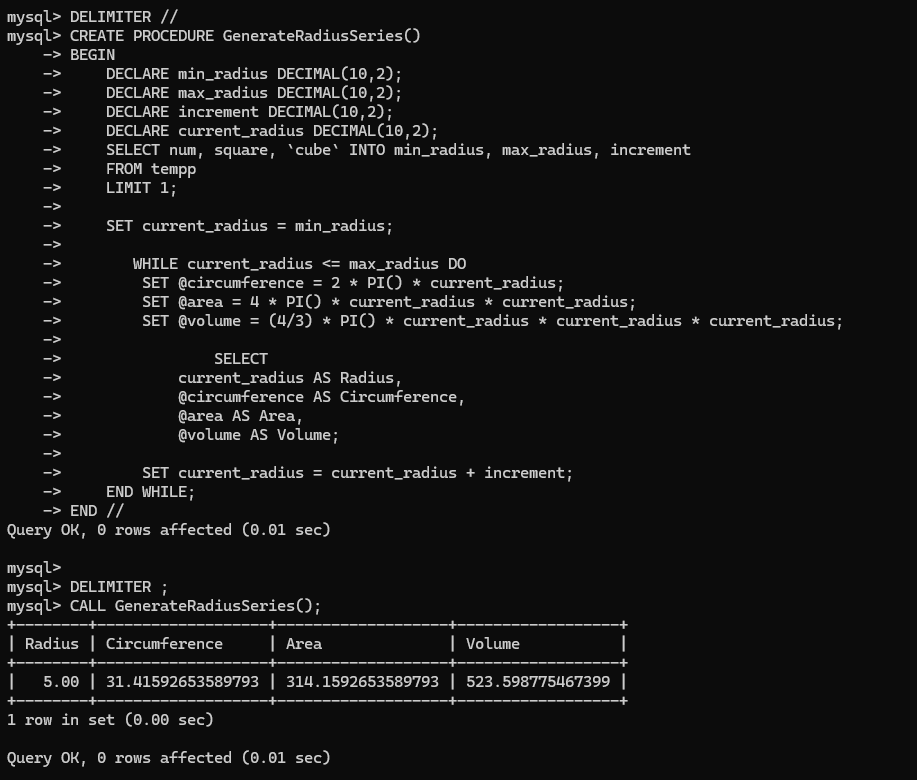 mysql> DELIMITER //
mysql> CREATE PROCEDURE GenerateRadiusSeries()
    -> BEGIN
    ->     DECLARE min_radius DECIMAL(10,2);
    ->     DECLARE max_radius DECIMAL(10,2);
    ->     DECLARE increment DECIMAL(10,2);
    ->     DECLARE current_radius DECIMAL(10,2);
    ->     SELECT num, square, `cube` INTO min_radius, max_radius, increment
    ->     FROM tempp
    ->     LIMIT 1;
    ->
    ->     SET current_radius = min_radius;
    ->
    ->        WHILE current_radius <= max_radius DO
    ->         SET @circumference = 2 * PI() * current_radius;
    ->         SET @area = 4 * PI() * current_radius * current_radius;
    ->         SET @volume = (4/3) * PI() * current_radius * current_radius * current_radius;
    ->
    ->                 SELECT
    ->             current_radius AS Radius,
    ->             @circumference AS Circumference,
    ->             @area AS Area,
    ->             @volume AS Volume;
    ->
    ->         SET current_radius = current_radius + increment;
    ->     END WHILE;
    -> END //
Query OK, 0 rows affected (0.01 sec)

mysql>
mysql> DELIMITER ;
mysql> CALL GenerateRadiusSeries();
+--------+-------------------+-------------------+------------------+
| Radius | Circumference     | Area              | Volume           |
+--------+-------------------+-------------------+------------------+
|   5.00 | 31.41592653589793 | 314.1592653589793 | 523.598775467399 |
+--------+-------------------+-------------------+------------------+
1 row in set (0.00 sec)

Query OK, 0 rows affected (0.01 sec)